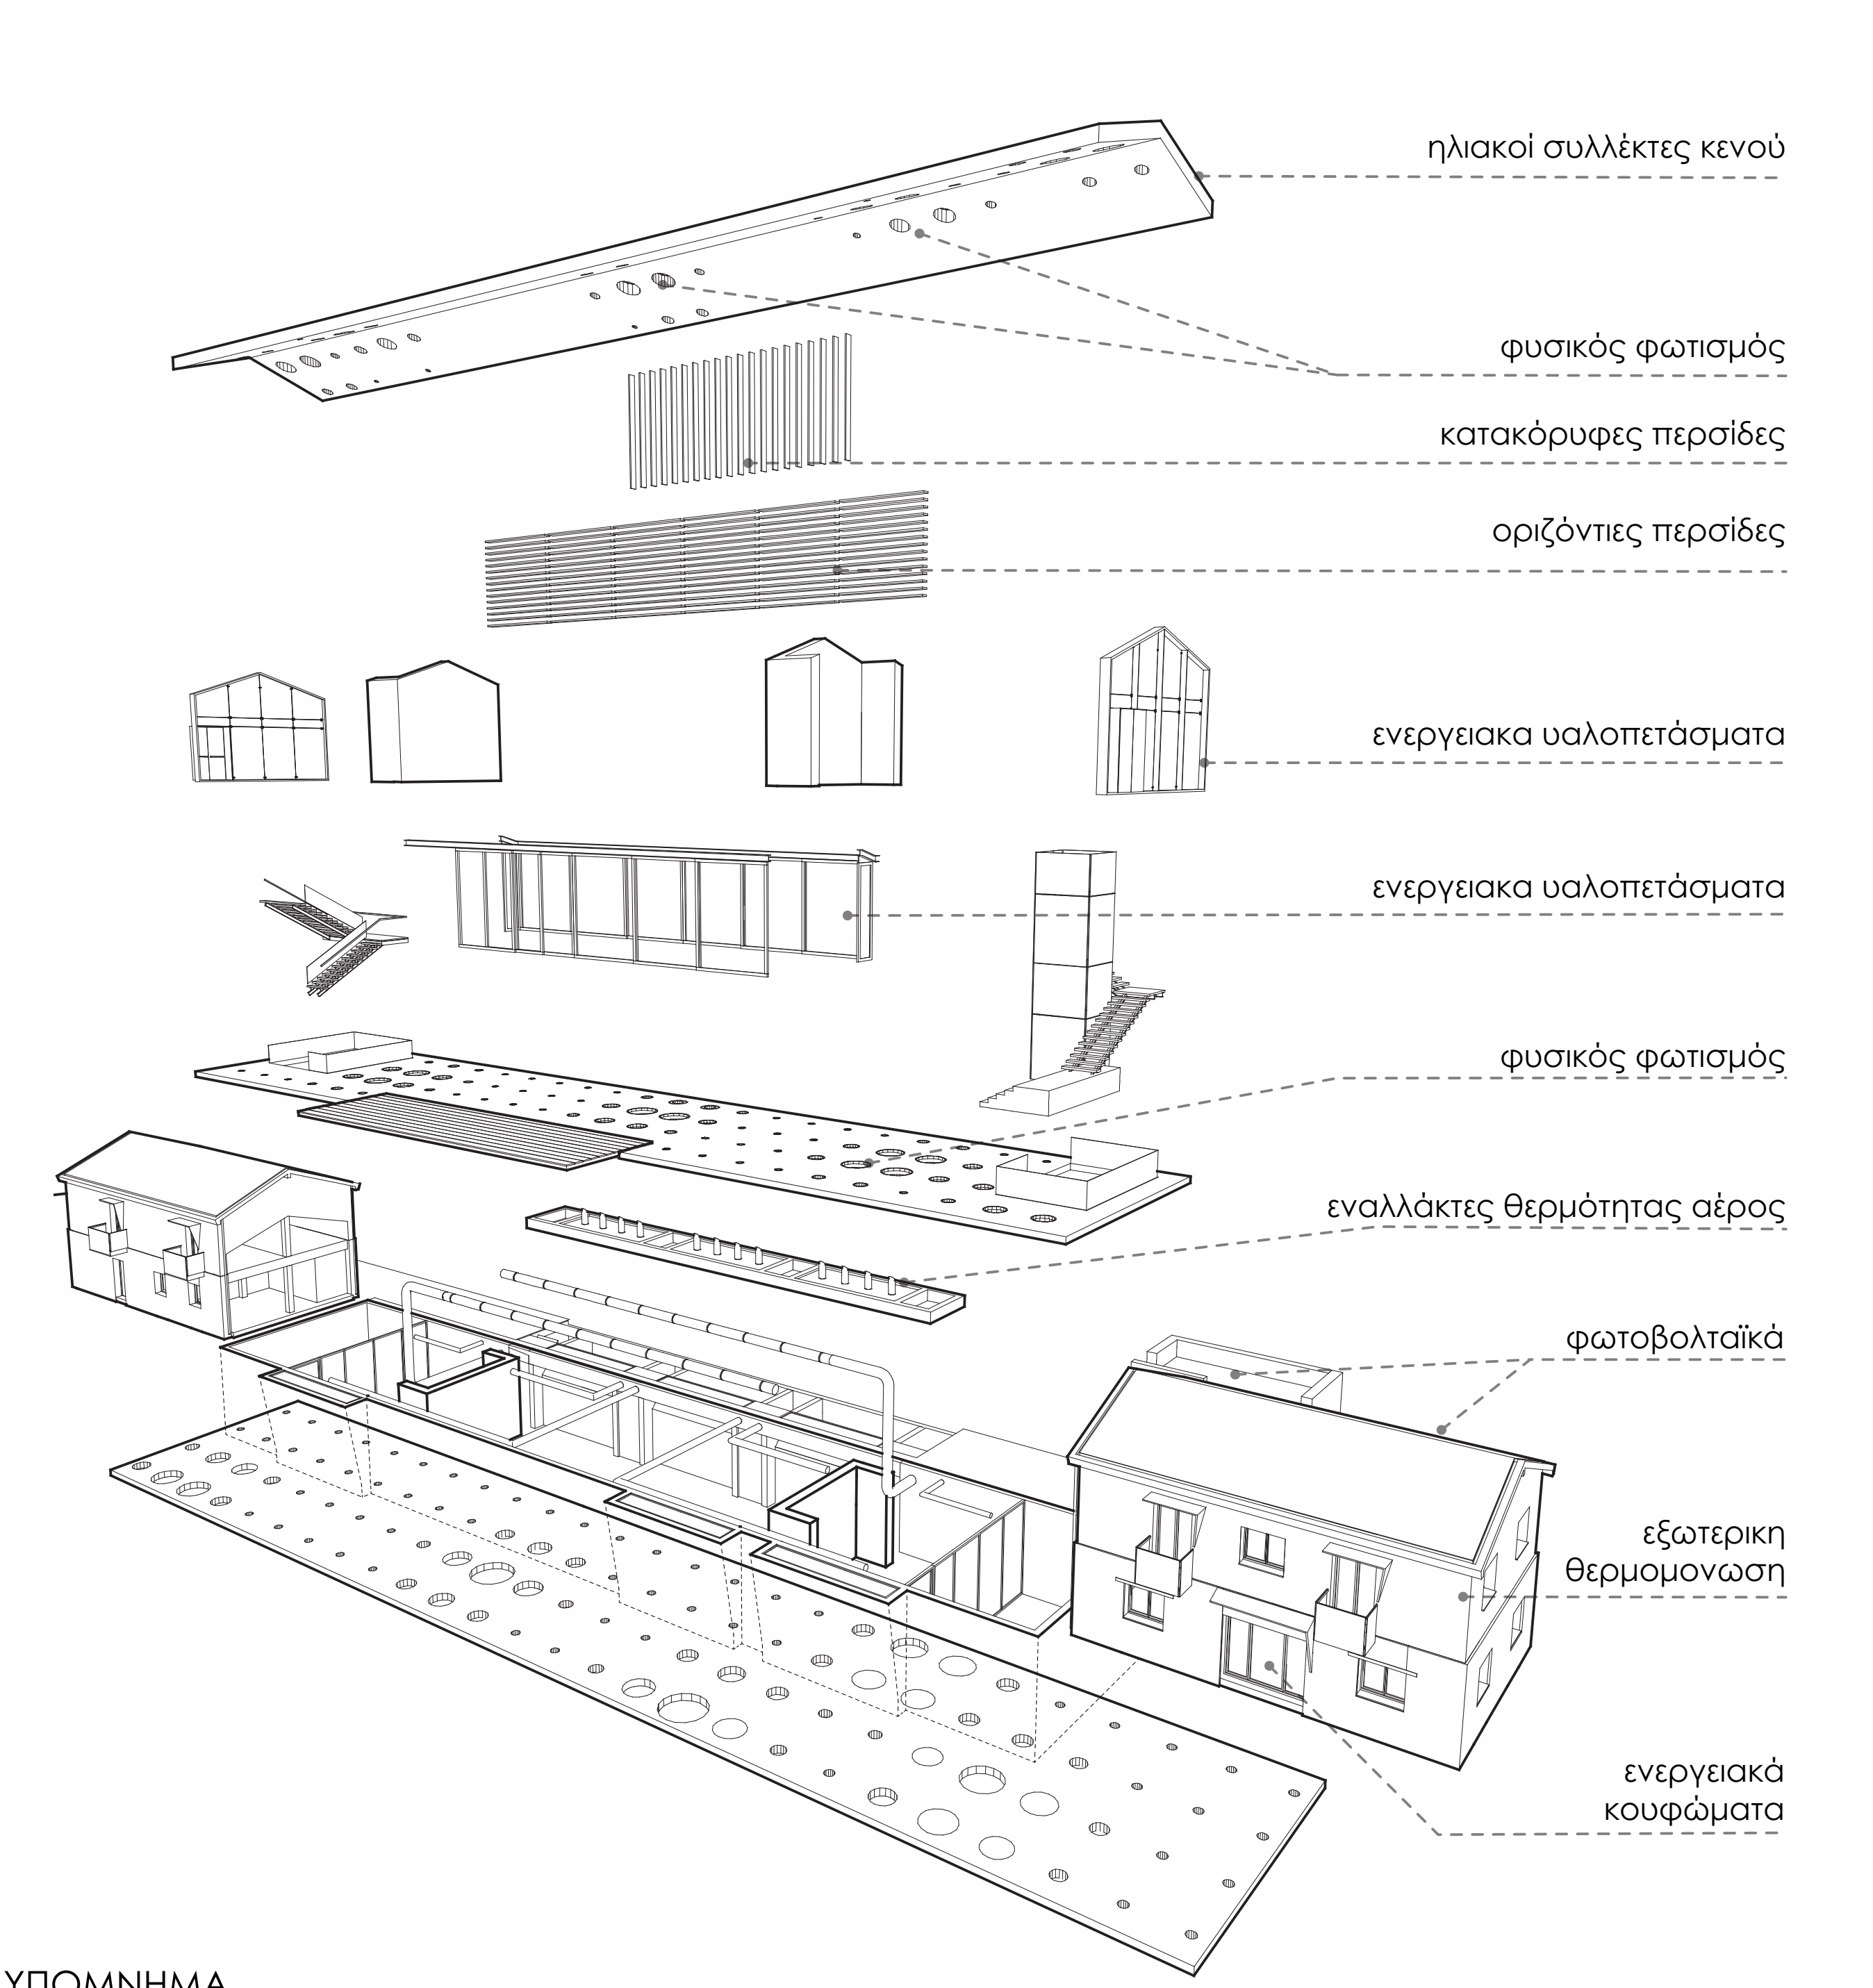 ηλιακοί συλλέκτες κενού
φυσικός φωτισμός
κατακόρυφες περσίδες
οριζόντιες περσίδες
ενεργειακα υαλοπετάσματα
ενεργειακα υαλοπετάσματα
φυσικός φωτισμός
εναλλάκτες θερμότητας αέρος
φωτοβολταϊκά
εξωτερικη
θερμομονωση
ενεργειακά
κουφώματα
ΥΠΟΜΝΗΜΑ